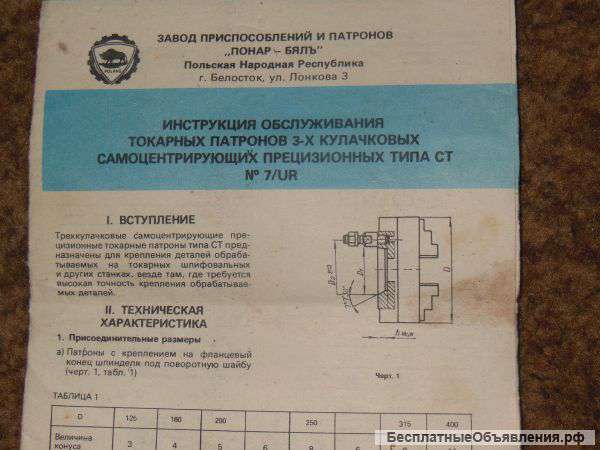 ЗАВОД ПРИСПОСОБЛЕНИЙ И ПАТРОНОВ
„ПОНАР – БЯЛЪ"
Польская Народная Республика
г. Белосток, ул. Лонкова 3
POLAND
ИНСТРУКЦИЯ ОБСЛУЖИВАНИЯ
ТОКАРНЫХ ПАТРОНОВ 3-Х КУЛАЧКОВЫХ
САМОЦЕНТРИРУЮЩИХ ПРЕЦИЗИОННЫХ ТИПА СТ
№ 7/UR
I. ВСТУПЛЕНИЕ
Трехкулачковые самоцентрирующие пре-
цизионные токарные патроны типа СТ пред-
назначены для крепления деталей обраба-
тываемых на токарных шлифовальных
и других станках, везде там, где требуется
высокая точность крепления обрабатывае-
мых деталей.
II. ТЕХНИЧЕСКАЯ
ХАРАКТЕРИСТИКА
1. Присоединительные размеры
а) Патроны с креплением на фланцевый
конец шпинделя под поворотную шайбу
(черт. 1, табл. 1)
D
Черт. 1
ТАБЛИЦА 1
D 125 160 200 250 315 400
Величина
конуса 3 4 5
БесплатныеОбъявления.рф